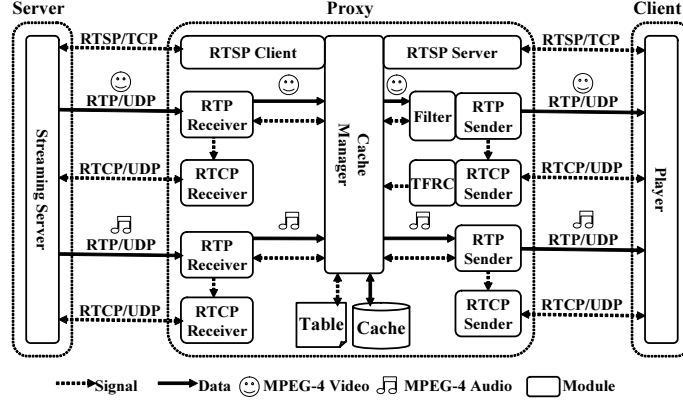 Server Proxy Client
RTSP/TCP RTSP Client RTSP Server RTSP/TCP
RTP/UDP RTP Receiver Filter RTP Sender RTP/UDP
Streaming Server Cache Manager Player
RTCP/UDP RTCP Receiver TFRC RTCP Sender RTCP/UDP
RTP/UDP RTP Receiver RTP Sender RTP/UDP
RTCP/UDP RTCP Receiver Table Cache RTCP Sender RTCP/UDP
Signal Data MPEG-4 Video MPEG-4 Audio Module